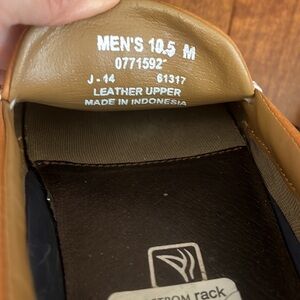 MEN'S 10.5 M
0771592
J-14 61317
LEATHER UPPER
MADE IN INDONESIA
rack